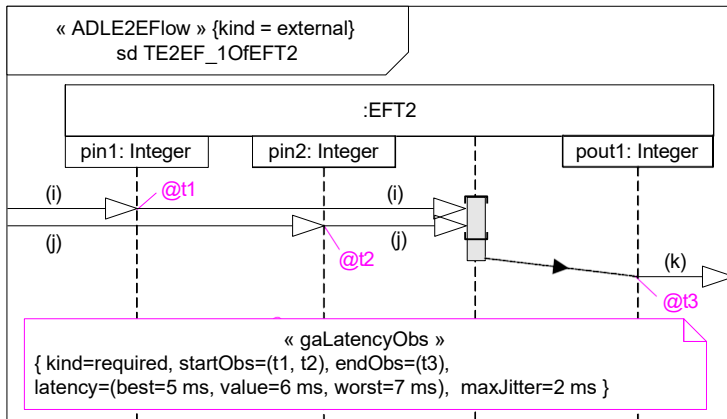 « ADLE2EFlow » {kind = external}
sd TE2EF_1OfEFT2
:EFT2
pin1: Integer
pin2: Integer
pout1: Integer
(i)
@t1
(i)
(j)
@t2
(j)
(k)
@t3
« gaLatencyObs »
{ kind=required, startObs=(t1, t2), endObs=(t3),
latency=(best=5 ms, value=6 ms, worst=7 ms), maxJitter=2 ms }